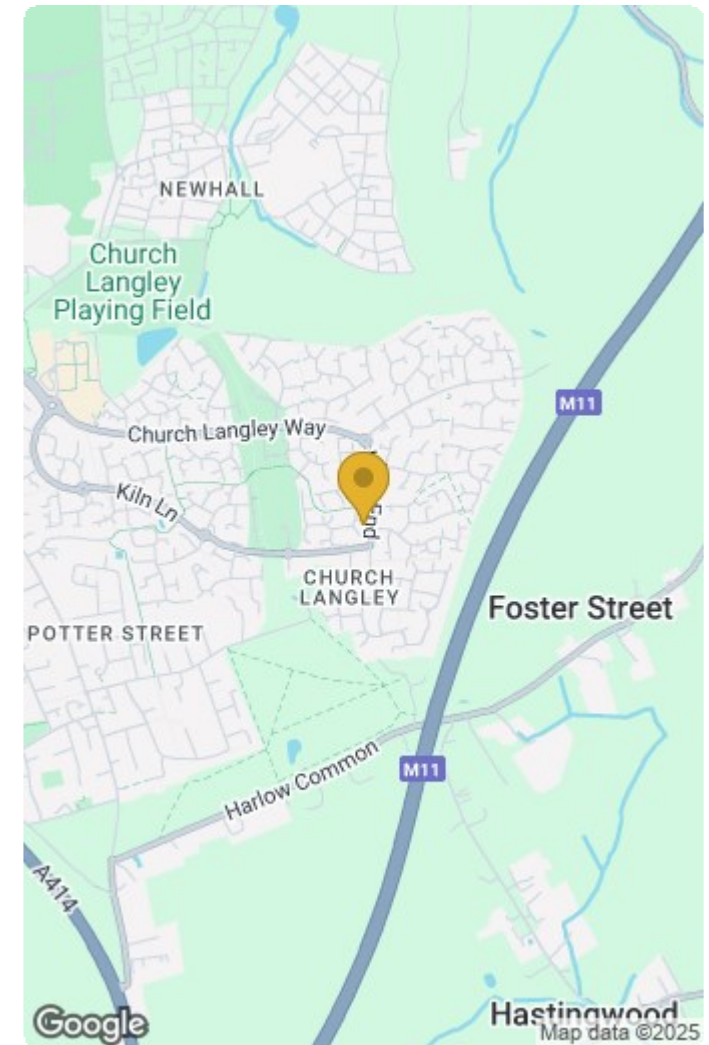 NEWHALL
Church
Langley
Playing Field
M11
Church Langley Way
Kiln Ln
End
CHURCH
LANGLEY
Foster Street
POTTER STREET
M11
Harlow Common
A414
Hastingwood
Google
Map data ©2025